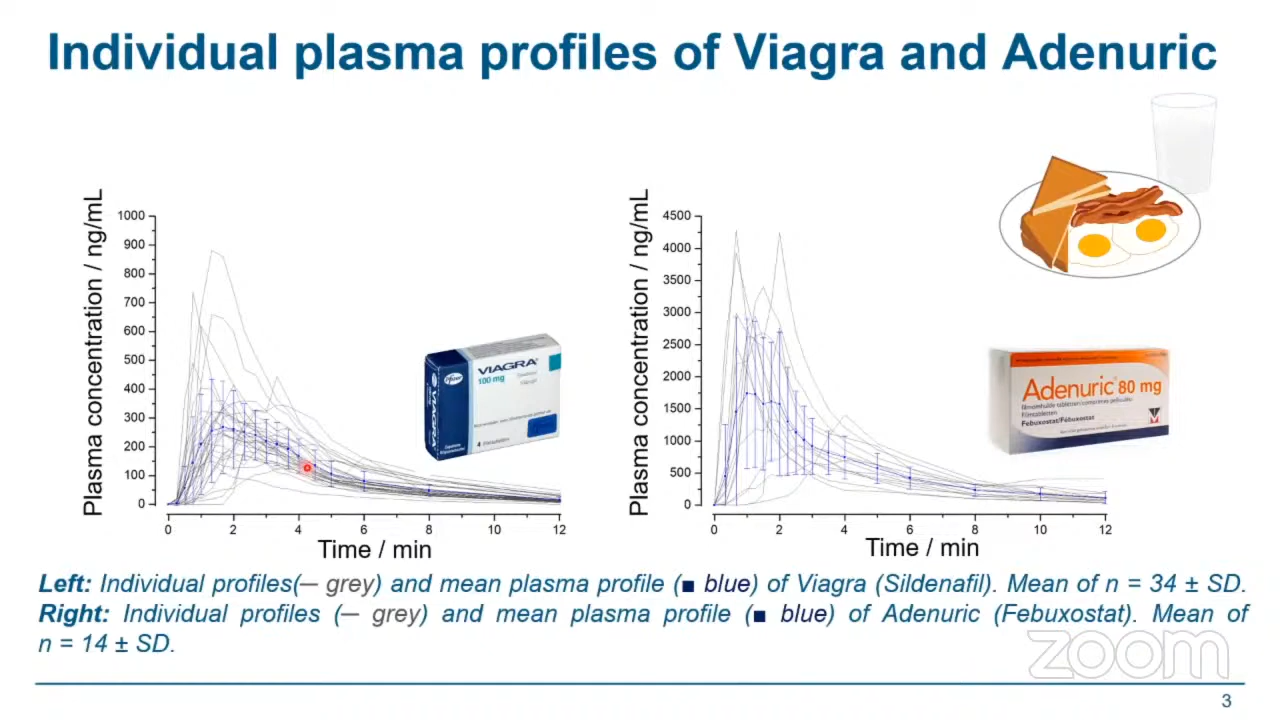 Individual plasma profiles of Viagra and Adenuric
Plasma concentration / ng/mL
1000
900
800
700
600
500
400
300
200
100
0
0 2 4 6 8 10 12
Time / min
VIAGRA
100 mg
Pfizer
VIAGRA
Plasma concentration / ng/mL
4500
4000
3500
3000
2500
2000
1500
1000
500
0
0 2 4 6 8 10 12
Time / min
Adenuric 80 mg
Febuxostat/Fébuxostat
Left: Individual profiles(— grey) and mean plasma profile (■ blue) of Viagra (Sildenafil). Mean of n = 34 ± SD.
Right: Individual profiles (— grey) and mean plasma profile (■ blue) of Adenuric (Febuxostat). Mean of
n = 14 ± SD.
zoom
3